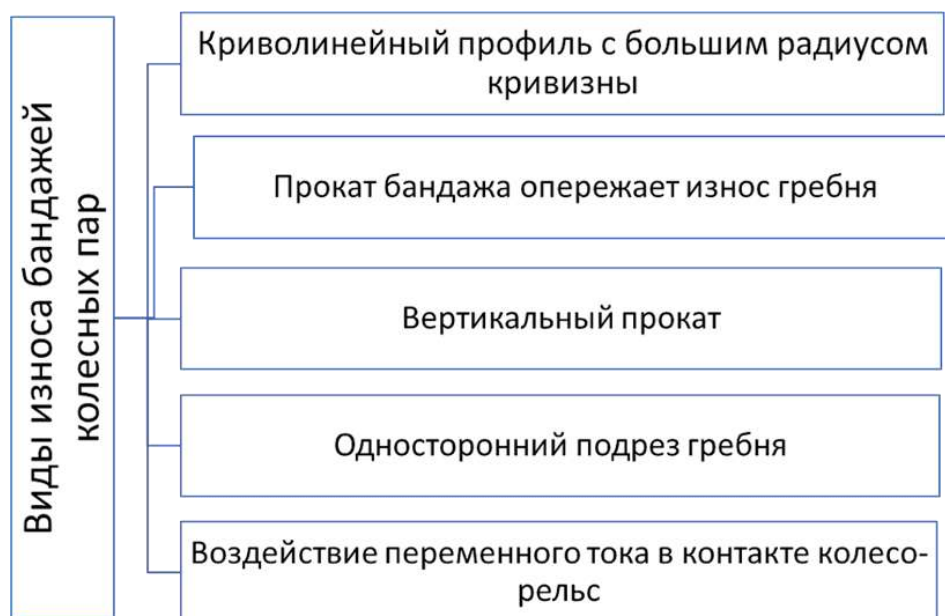 Виды износа бандажей
колесных пар
Криволинейный профиль с большим радиусом
кривизны
Прокат бандажа опережает износ гребня
Вертикальный прокат
Односторонний подрез гребня
Воздействие переменного тока в контакте колесо-
рельс